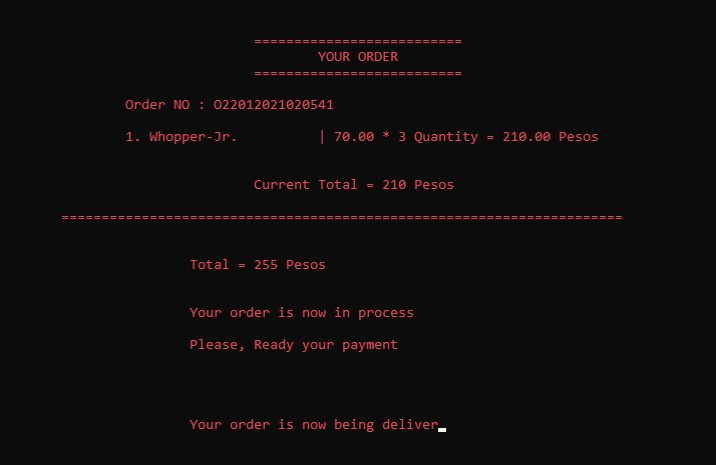 ==========================
YOUR ORDER
==========================
Order NO : O22012021020541
1. Whopper-Jr. | 70.00 * 3 Quantity = 210.00 Pesos
Current Total = 210 Pesos
======================================================================
Total = 255 Pesos
Your order is now in process
Please, Ready your payment
Your order is now being deliver